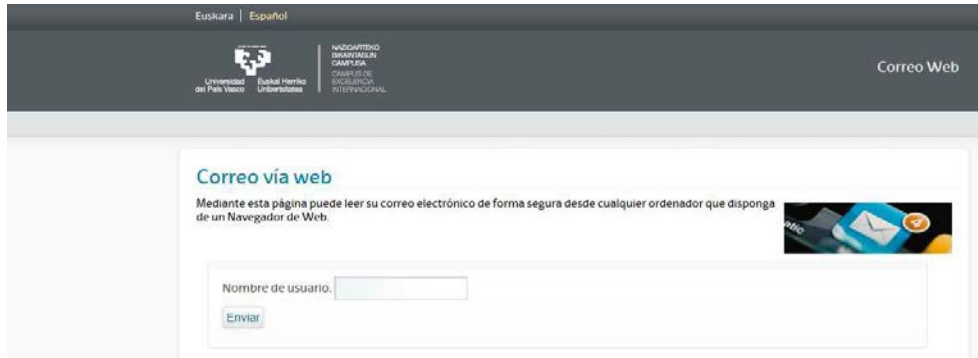 Euskara | Español
Universidad del País Vasco
Euskal Herriko Unibertsitatea
NAZIOARTEKO
BIKAINTASUN
CAMPUSA
CAMPUS DE
EXCELENCIA
INTERNACIONAL
Correo Web
Correo vía web
Mediante esta página puede leer su correo electrónico de forma segura desde cualquier ordenador que disponga
de un Navegador de Web.
4
Nombre de usuario.
Enviar